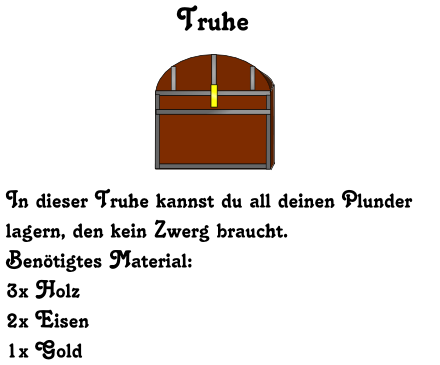 Truhe
In dieser Truhe kannst du all deinen Plunder
lagern, den kein Zwerg braucht.
Benötigtes Material:
3x Holz
2x Eisen
1x Gold